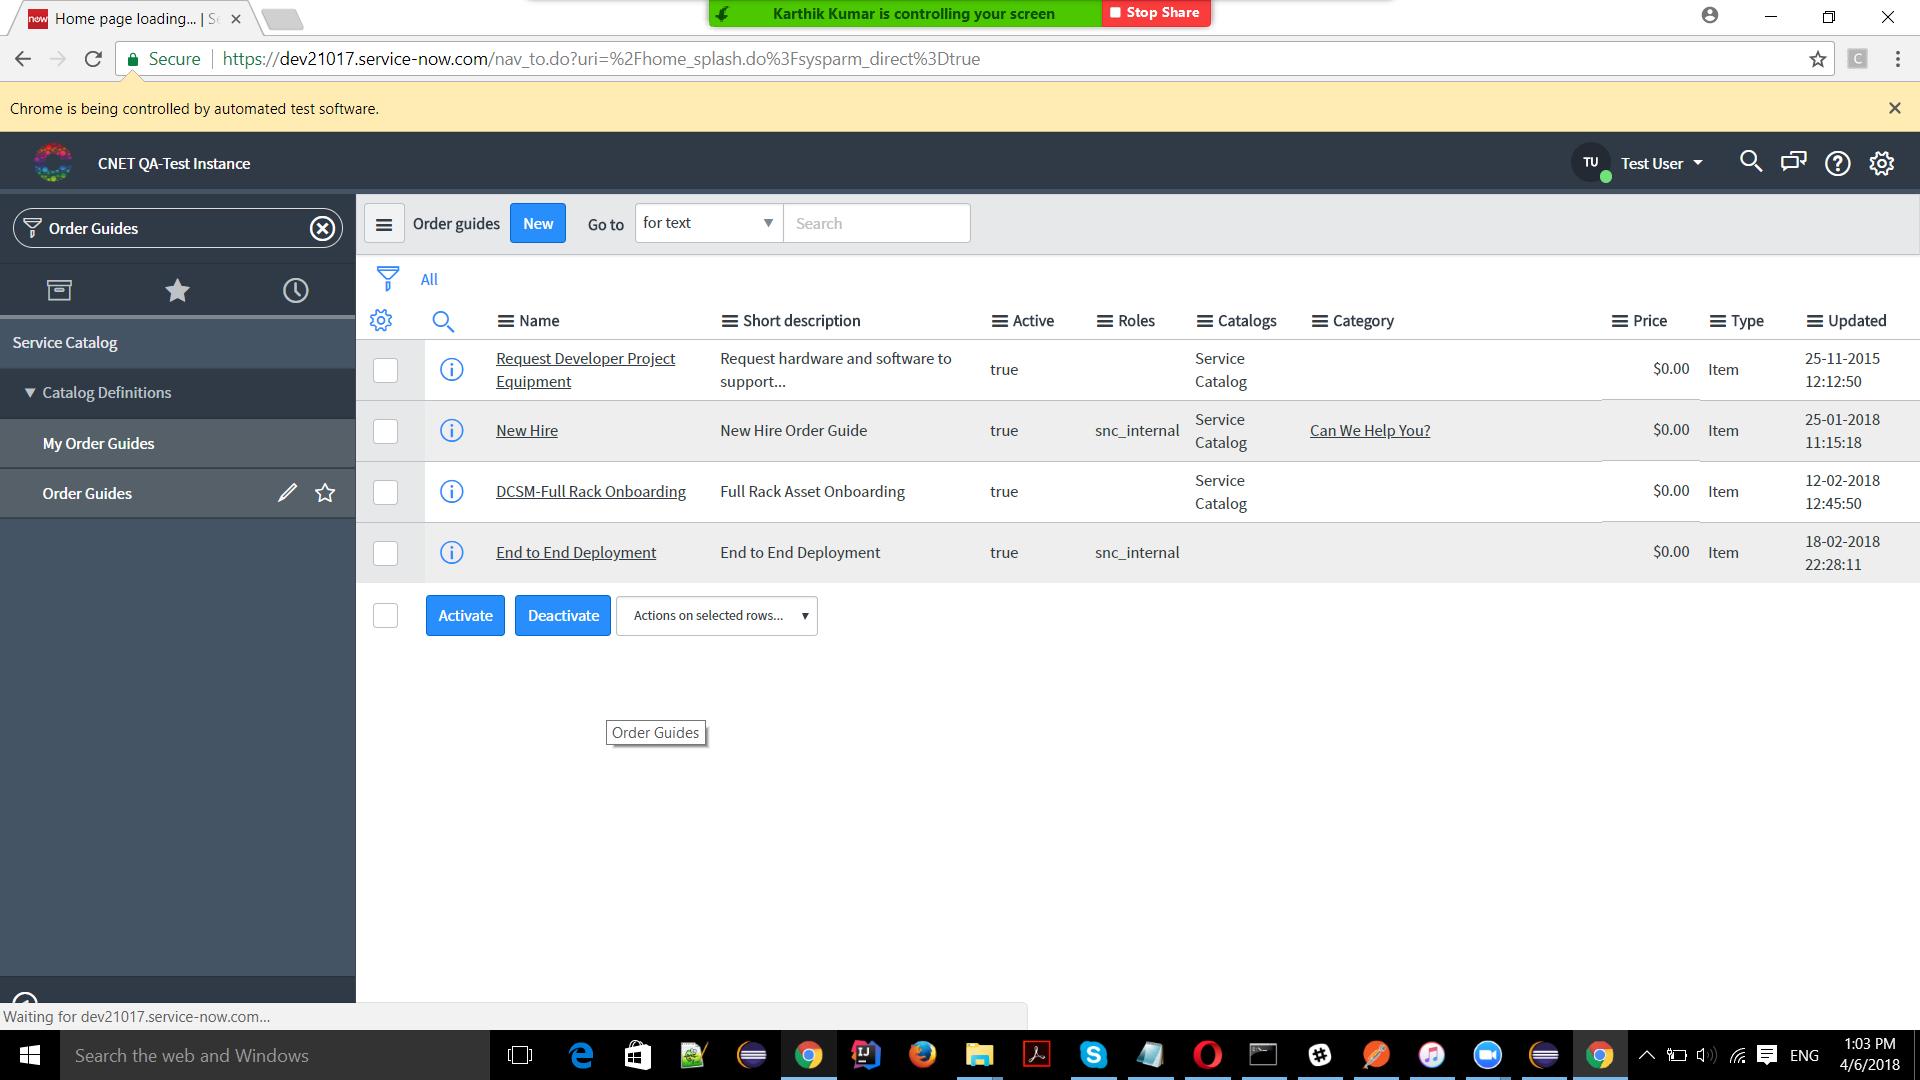 Home page loading... | Se
Karthik Kumar is controlling your screen
Stop Share
Secure
https://dev21017.service-now.com/nav_to.do?uri=%2Fhome_splash.do%3Fsysparm_direct%3Dtrue
C
Chrome is being controlled by automated test software.
CNET QA-Test Instance
TU
Test User
Order Guides
Order guides
New
Go to
for text
Search
All
Service Catalog
Catalog Definitions
My Order Guides
Order Guides
Name Short description Active Roles Catalogs Category Price Type Updated
Request Developer Project Equipment
Request hardware and software to support...
true
Service Catalog
$0.00
Item
25-11-2015 12:12:50
New Hire
New Hire Order Guide
true
snc_internal
Service Catalog
Can We Help You?
$0.00
Item
25-01-2018 11:15:18
DCSM-Full Rack Onboarding
Full Rack Asset Onboarding
true
Service Catalog
$0.00
Item
12-02-2018 12:45:50
End to End Deployment
End to End Deployment
true
snc_internal
$0.00
Item
18-02-2018 22:28:11
Activate
Deactivate
Actions on selected rows...
Order Guides
Waiting for dev21017.service-now.com...
Search the web and Windows
ENG
1:03 PM
4/6/2018